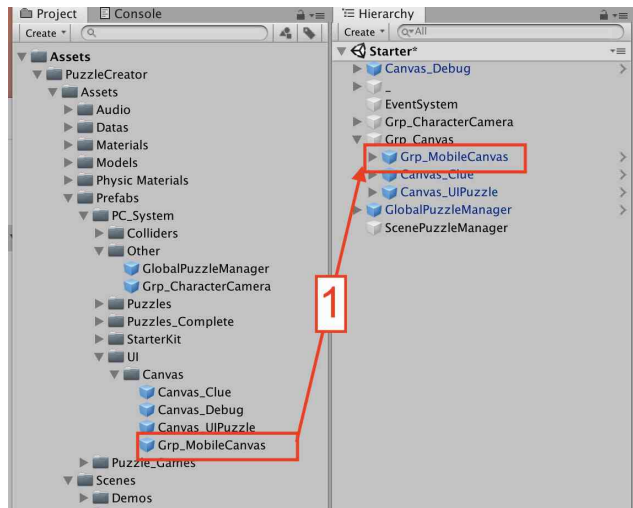 Project
Console
Create
Assets
PuzzleCreator
Assets
Audio
Datas
Materials
Models
Physic Materials
Prefabs
PC_System
Colliders
Other
GlobalPuzzleManager
Grp_CharacterCamera
Puzzles
Puzzles_Complete
StarterKit
UI
Canvas
Canvas_Clue
Canvas_Debug
Canvas_UIPuzzle
Grp_MobileCanvas
Puzzle_Games
Scenes
Demos
1
Hierarchy
Create
All
Starter*
Canvas_Debug
_
EventSystem
Grp_CharacterCamera
Grp_Canvas
Grp_MobileCanvas
Canvas_Clue
Canvas_UIPuzzle
GlobalPuzzleManager
ScenePuzzleManager